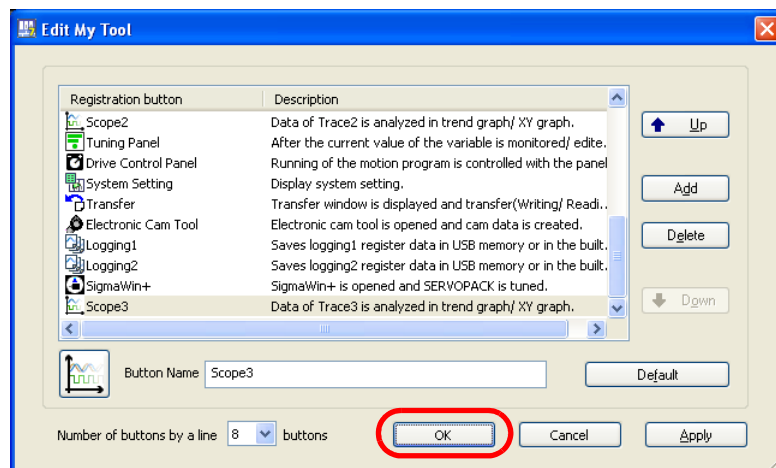 Edit My Tool
Registration button Description
Scope2 Data of Trace2 is analyzed in trend graph/ XY graph.
Tuning Panel After the current value of the variable is monitored/ edite.
Drive Control Panel Running of the motion program is controlled with the panel
System Setting Display system setting.
Transfer Transfer window is displayed and transfer(Writing/ Readi..
Electronic Cam Tool Electronic cam tool is opened and cam data is created.
Logging1 Saves logging1 register data in USB memory or in the built.
Logging2 Saves logging2 register data in USB memory or in the built.
SigmaWin+ SigmaWin+ is opened and SERVOPACK is tuned.
Scope3 Data of Trace3 is analyzed in trend graph/ XY graph.
Up
Add
Delete
Down
Button Name Scope3 Default
Number of buttons by a line 8 buttons OK Cancel Apply